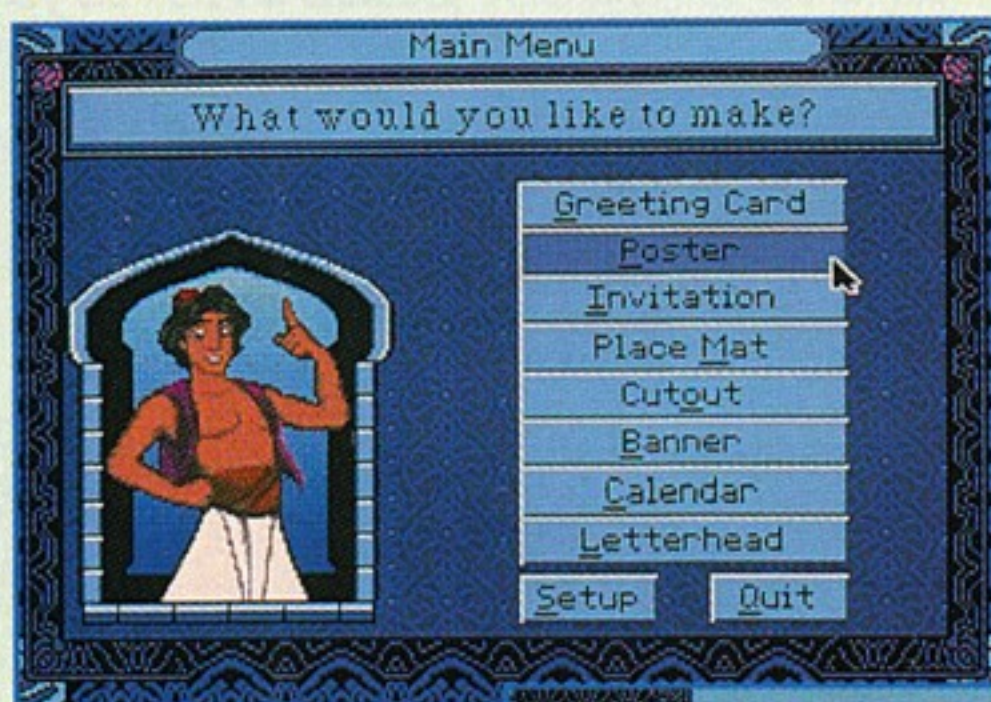 Main Menu
What would you like to make?
Greeting Card
Poster
Invitation
Place Mat
Cutout
Banner
Calendar
Letterhead
Setup
Quit